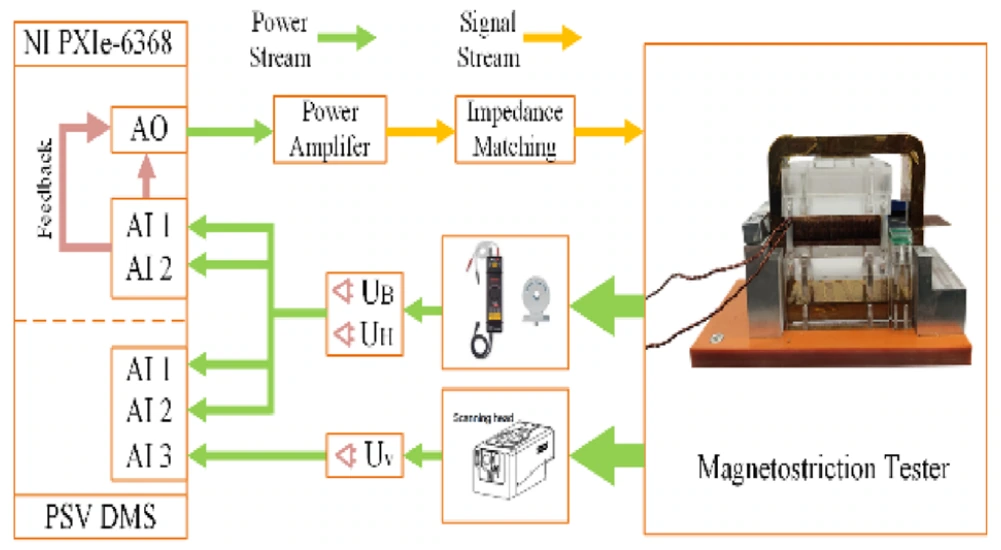 NI PXIe-6368
Power
Stream
Signal
Stream
AO
Power
Amplifer
Impedance
Matching
Feedback
AI 1
AI 2
UB
UH
AI 1
AI 2
AI 3
Scanning head
Uv
Magnetostriction Tester
PSV DMS